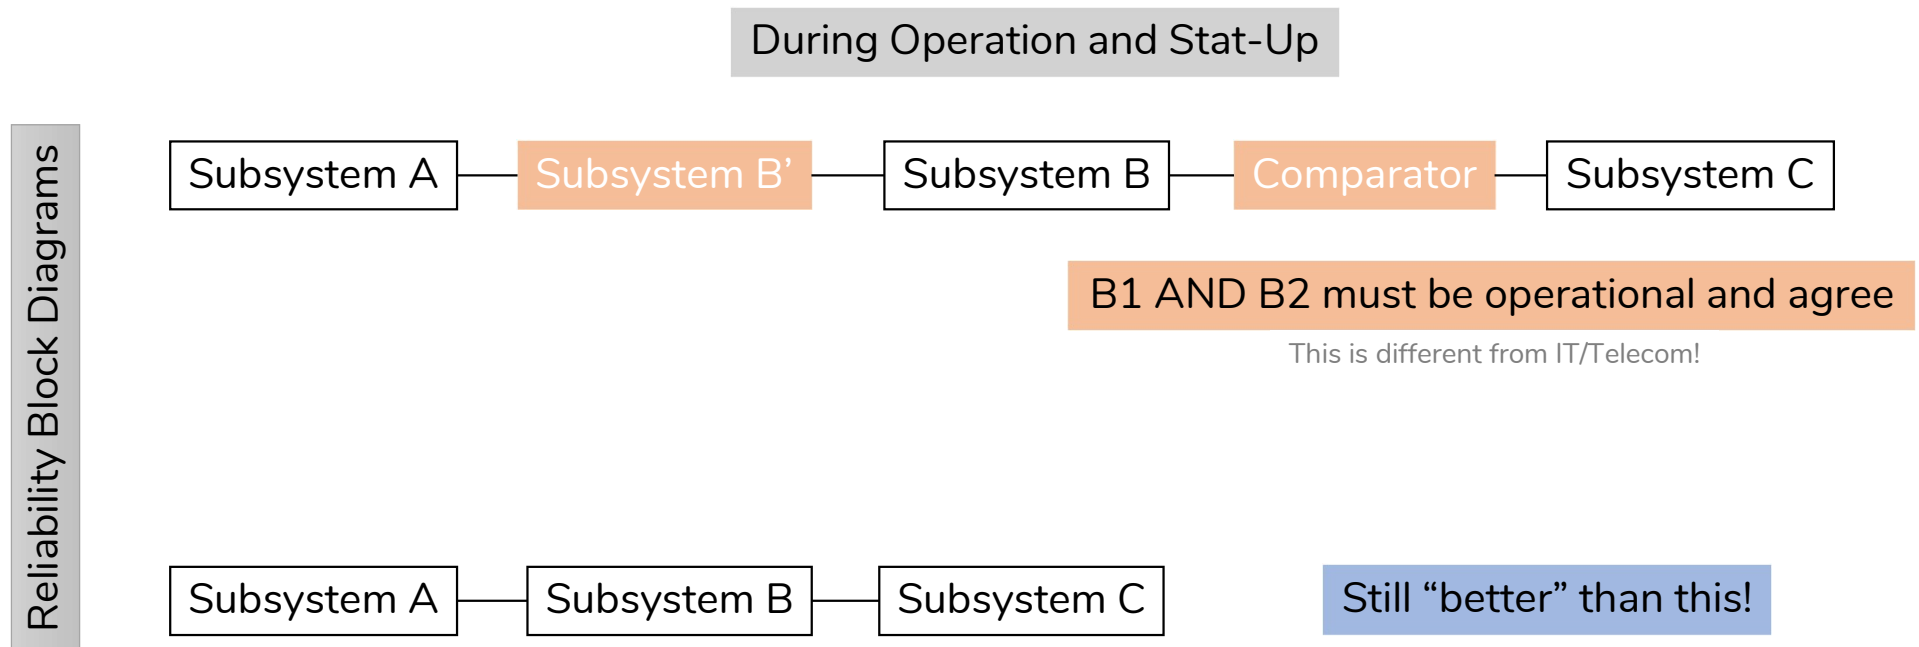 During Operation and Stat-Up
Reliability Block Diagrams
Subsystem A
Subsystem B’
Subsystem B
Comparator
Subsystem C
B1 AND B2 must be operational and agree
This is different from IT/Telecom!
Subsystem A
Subsystem B
Subsystem C
Still “better” than this!